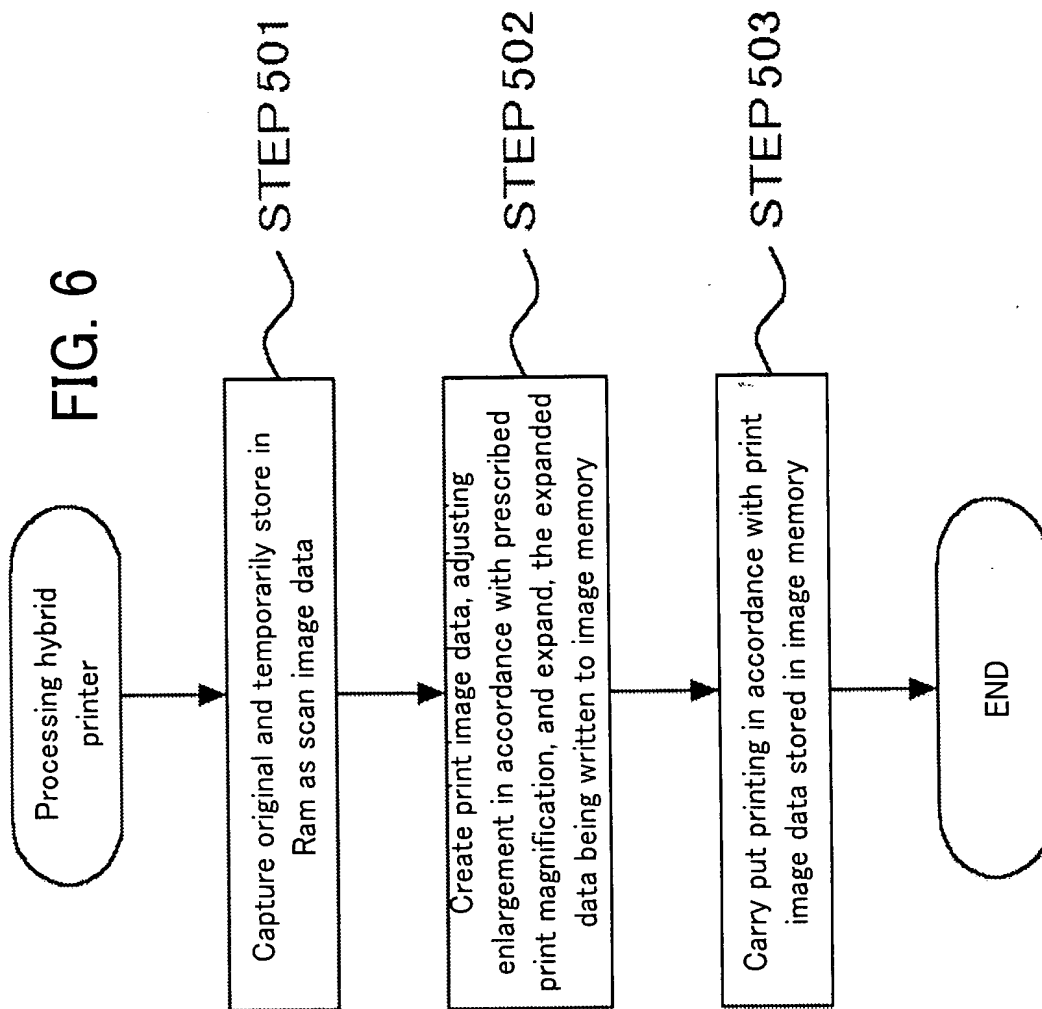 FIG. 6
Processing hybrid
printer
Capture original and temporarily store in
Ram as scan image data
STEP501
Create print image data, adjusting
enlargement in accordance with prescribed
print magnification, and expand, the expanded
data being written to image memory
STEP502
Carry put printing in accordance with print
image data stored in image memory
STEP503
END